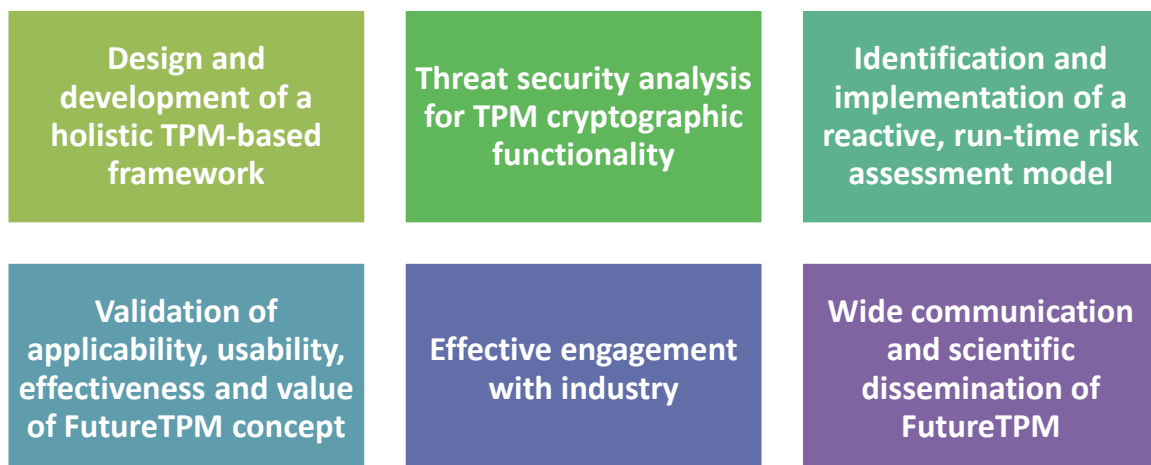 Design and
development of a
holistic TPM-based
framework
Threat security analysis
for TPM cryptographic
functionality
Identification and
implementation of a
reactive, run-time risk
assessment model
Validation of
applicability, usability,
effectiveness and value
of FutureTPM concept
Effective engagement
with industry
Wide communication
and scientific
dissemination of
FutureTPM